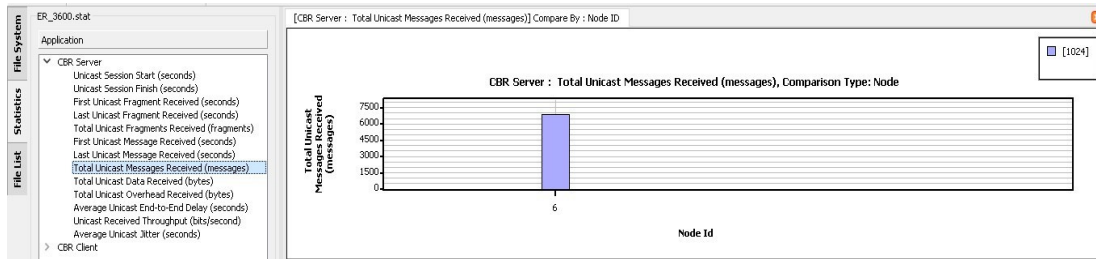 File System
Statistics
File List
ER_3600.stat
Application
CBR Server
Unicast Session Start (seconds)
Unicast Session Finish (seconds)
First Unicast Fragment Received (seconds)
Last Unicast Fragment Received (seconds)
Total Unicast Fragments Received (fragments)
First Unicast Message Received (seconds)
Last Unicast Message Received (seconds)
Total Unicast Messages Received (messages)
Total Unicast Data Received (bytes)
Total Unicast Overhead Received (bytes)
Average Unicast End-to-End Delay (seconds)
Unicast Received Throughput (bits/second)
Average Unicast Jitter (seconds)
CBR Client
[CBR Server : Total Unicast Messages Received (messages)] Compare By : Node ID
[1024]
CBR Server : Total Unicast Messages Received (messages), Comparison Type: Node
Total Unicast
Messages Received
(messages)
7500
6000
4500
3000
1500
0
6
Node Id